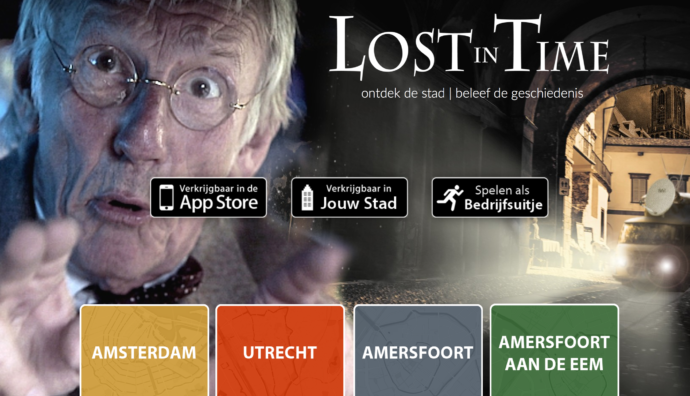 LOST IN TIME
ontdek de stad | beleef de geschiedenis
Verkrijgbaar in de
App Store
Verkrijgbaar in
Jouw Stad
Spelen als
Bedrijfsuitje
AMSTERDAM
UTRECHT
AMERSFOORT
AMERSFOORT
AAN DE EEM